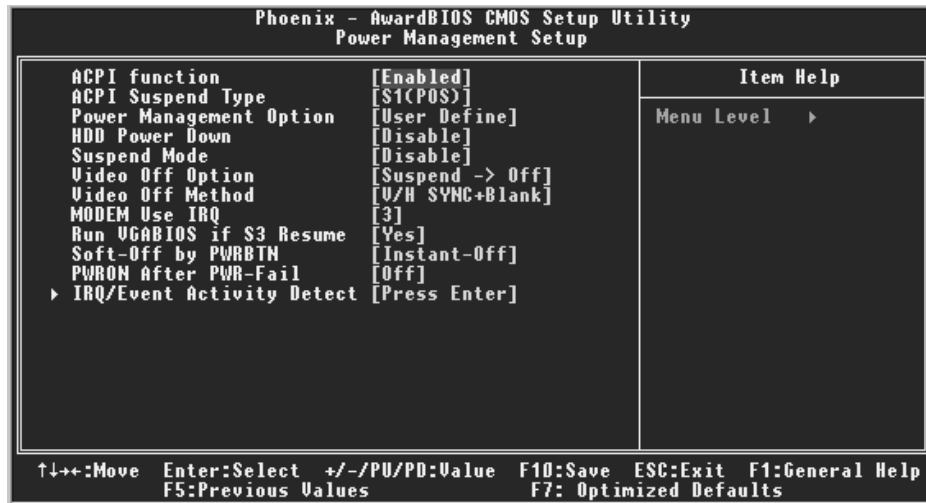 Phoenix - AwardBIOS CMOS Setup Utility
Power Management Setup
ACPI function [Enabled]
ACPI Suspend Type [S1(POS)]
Power Management Option [User Define]
HDD Power Down [Disable]
Suspend Mode [Disable]
Video Off Option [Suspend -> Off]
Video Off Method [V/H SYNC+Blank]
MODEM Use IRQ [3]
Run VGABIOS if S3 Resume [Yes]
Soft-Off by PWRBTN [Instant-Off]
PWRON After PWR-Fail [Off]
▸ IRQ/Event Activity Detect [Press Enter]
Item Help
Menu Level ▸
↑↓→←:Move Enter:Select +/-/PU/PD:Value F10:Save ESC:Exit F1:General Help
F5:Previous Values F7: Optimized Defaults